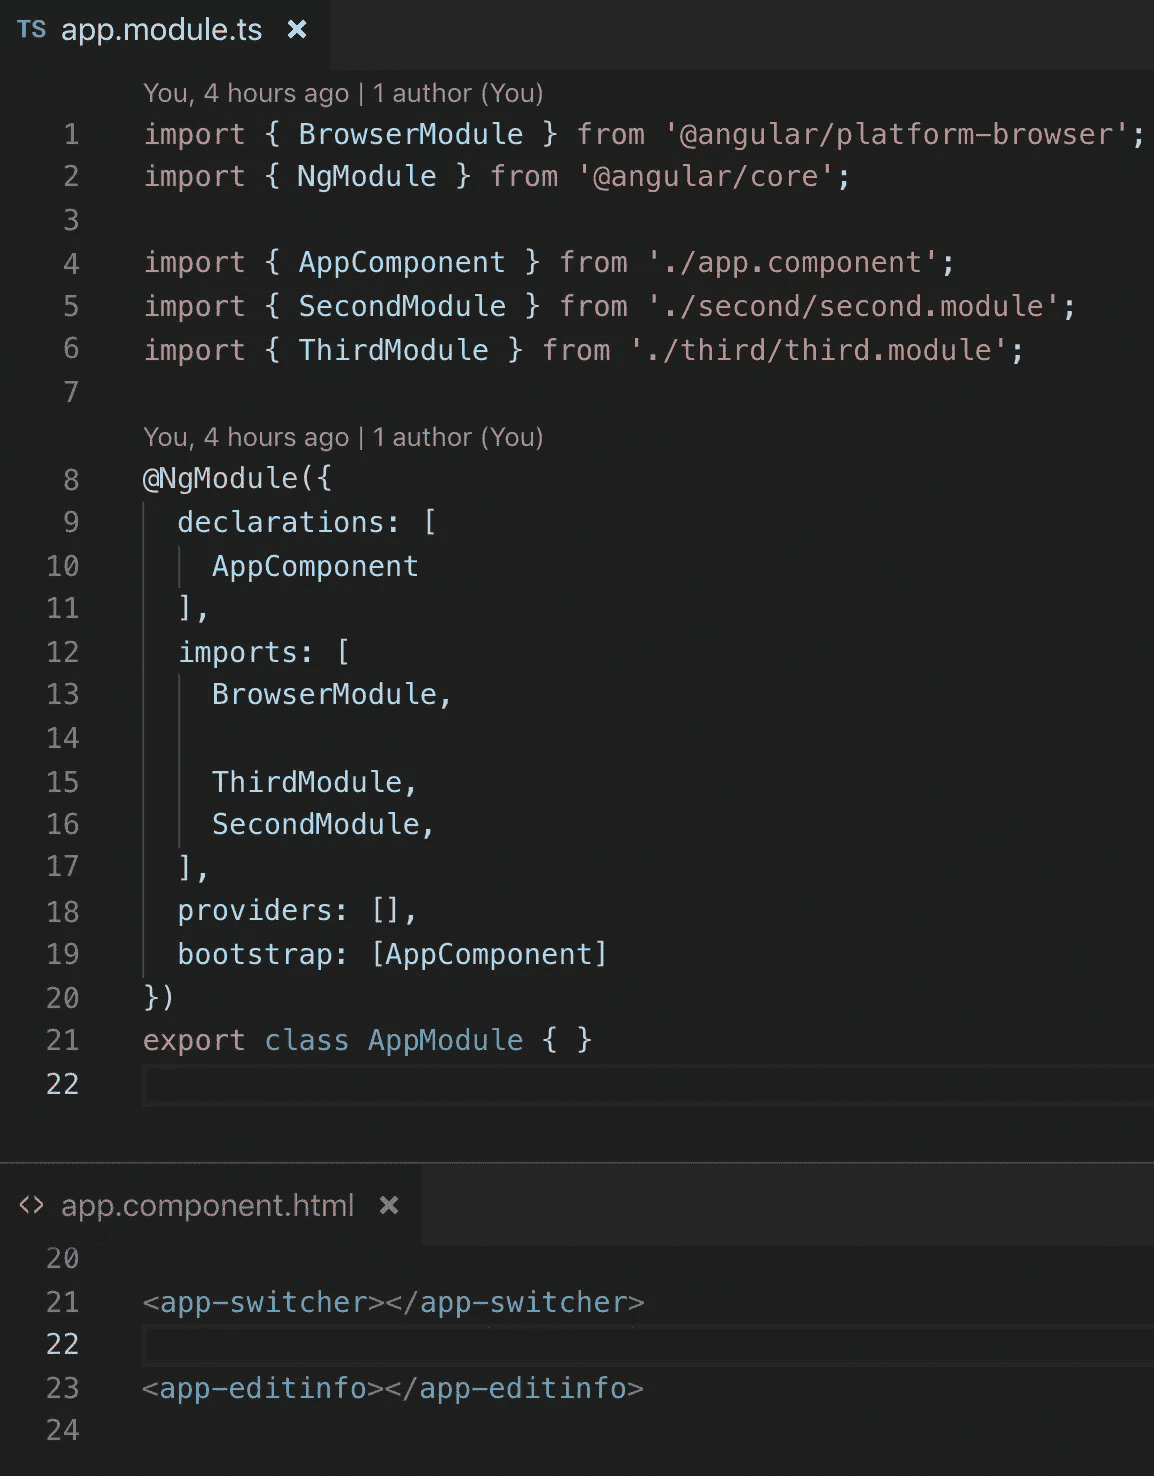 TS app.module.ts ×
You, 4 hours ago | 1 author (You)
1 import { BrowserModule } from '@angular/platform-browser';
2 import { NgModule } from '@angular/core';
3
4 import { AppComponent } from './app.component';
5 import { SecondModule } from './second/second.module';
6 import { ThirdModule } from './third/third.module';
7
You, 4 hours ago | 1 author (You)
8 @NgModule({
9   declarations: [
10     AppComponent
11   ],
12   imports: [
13     BrowserModule,
14
15     ThirdModule,
16     SecondModule,
17   ],
18   providers: [],
19   bootstrap: [AppComponent]
20 })
21 export class AppModule { }
22
<> app.component.html ×
20
21 <app-switcher></app-switcher>
22
23 <app-editinfo></app-editinfo>
24